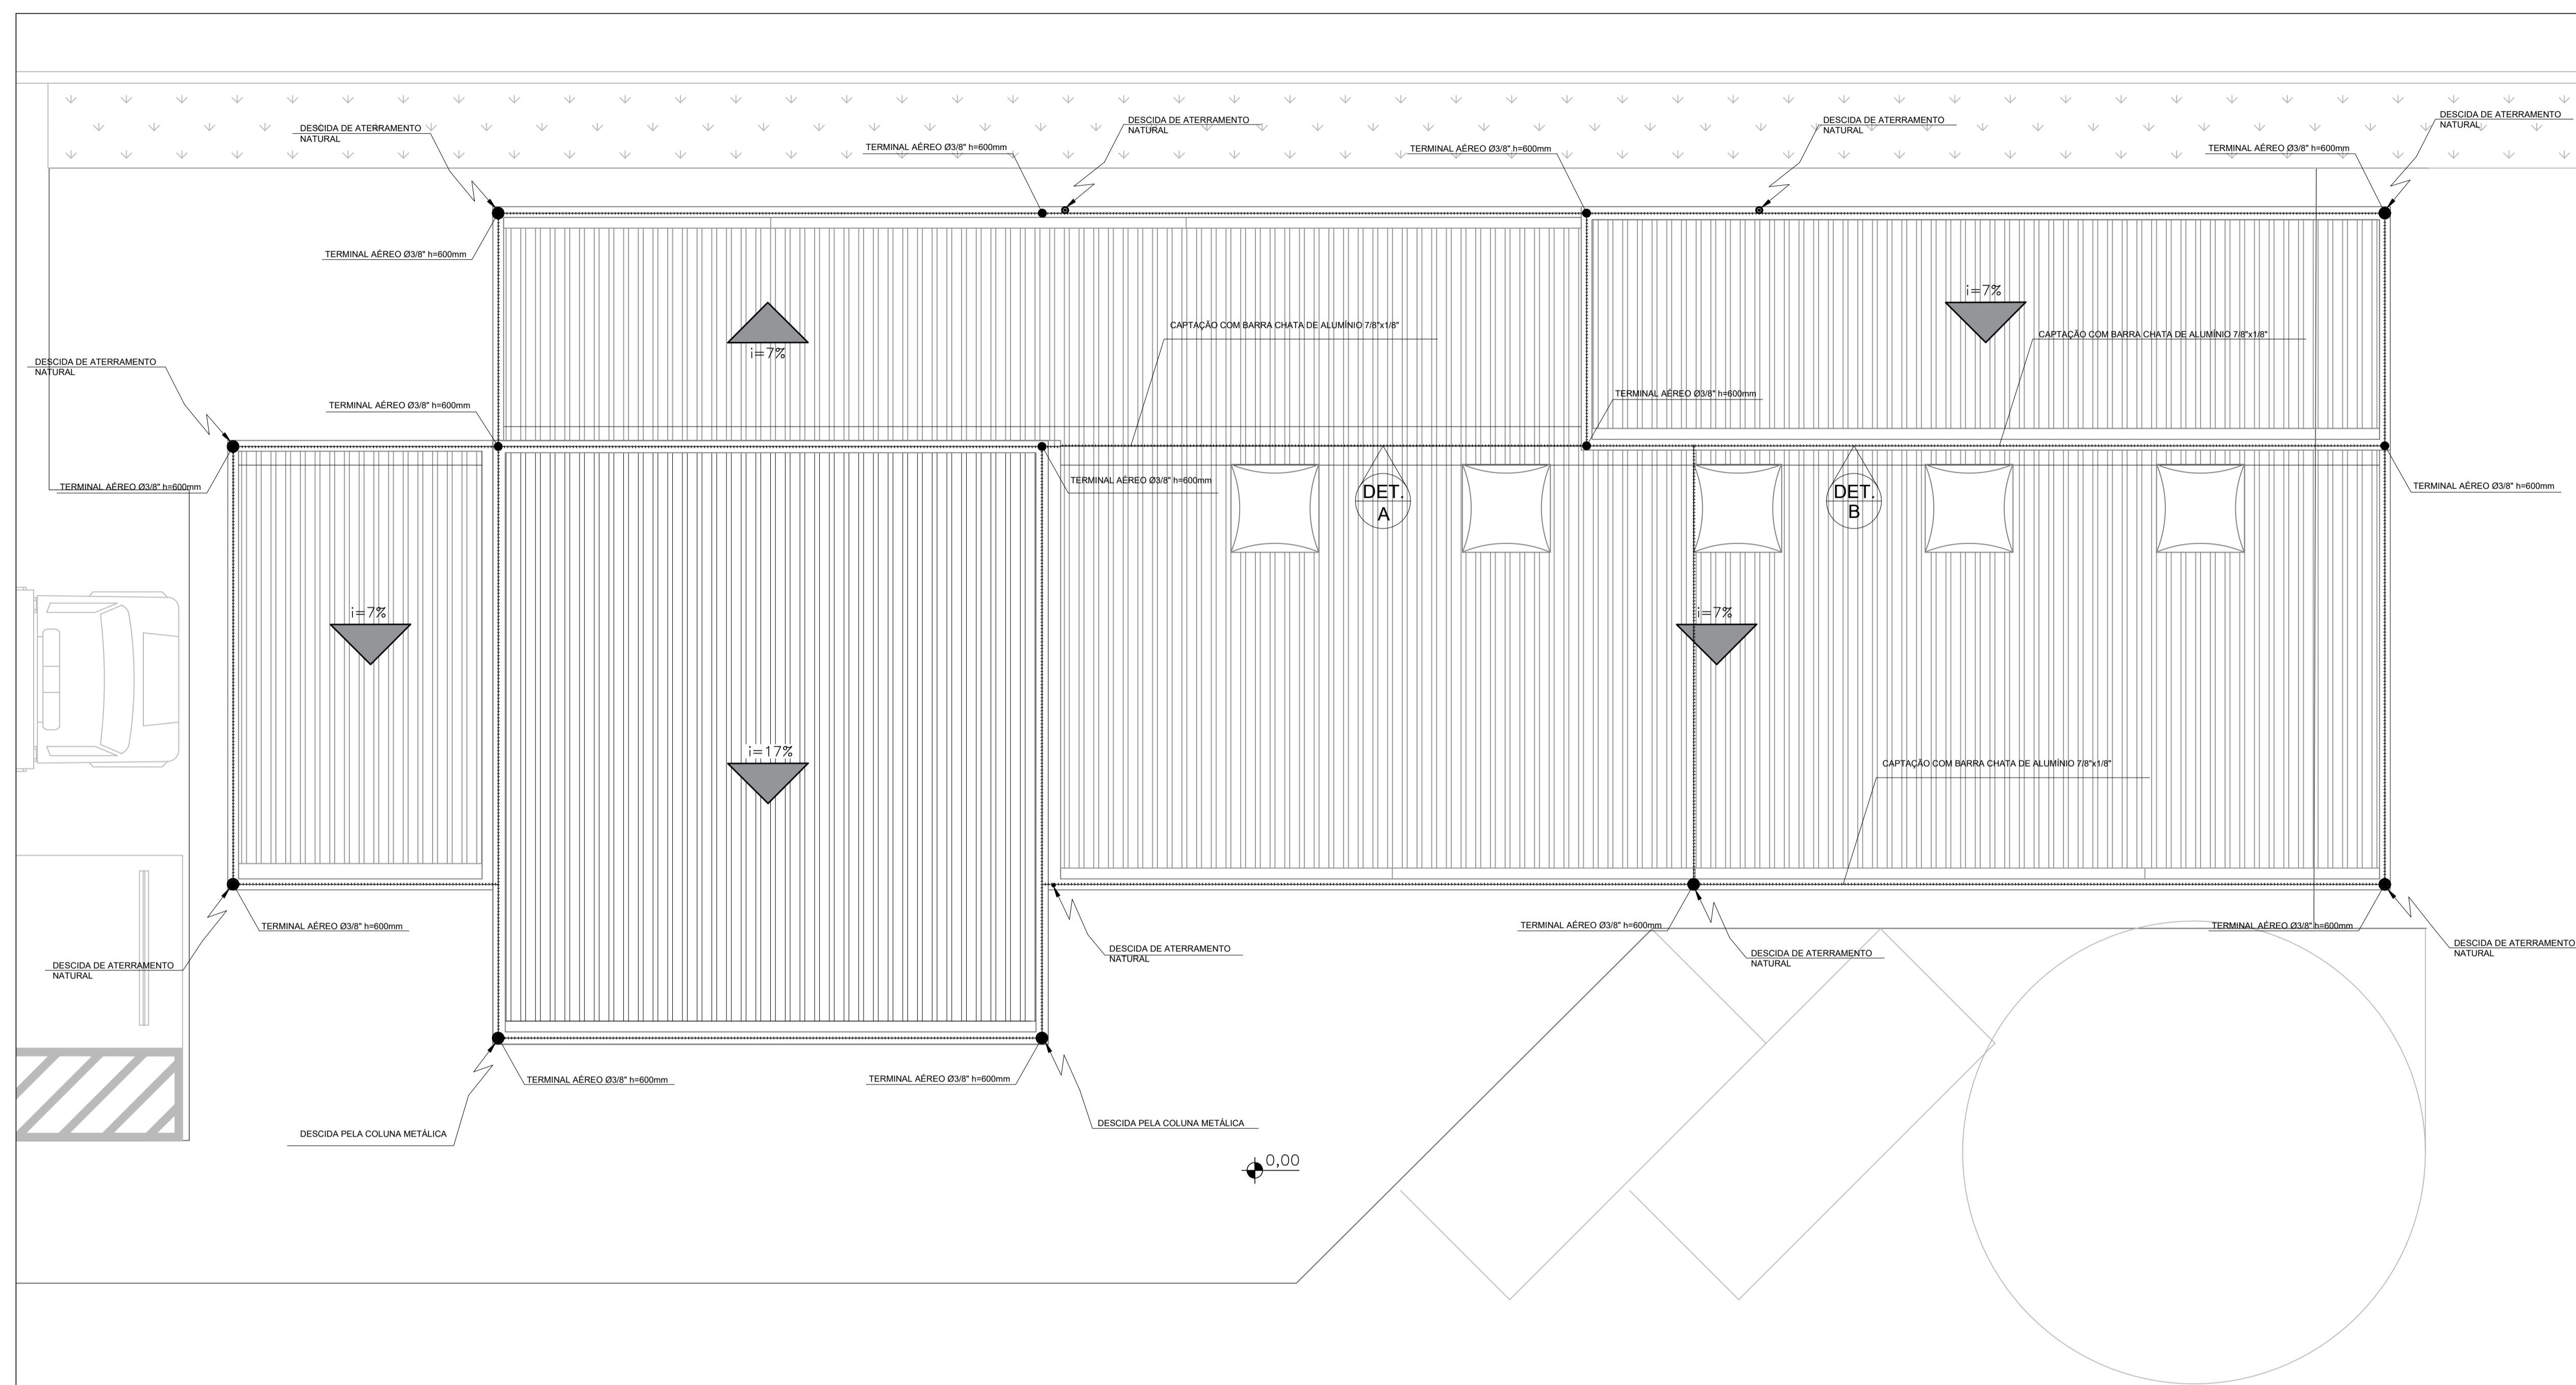 DESCIDA DE ATERRAMENTO
NATURAL
DESCIDA DE ATERRAMENTO
NATURAL
DESCIDA DE ATERRAMENTO
NATURAL
DESCIDA DE ATERRAMENTO
NATURAL
TERMINAL AÉREO Ø3/8" h=600mm
TERMINAL AÉREO Ø3/8" h=600mm
TERMINAL AÉREO Ø3/8" h=600mm
TERMINAL AÉREO Ø3/8" h=600mm
i=7%
i=7%
CAPTAÇÃO COM BARRA CHATA DE ALUMÍNIO 7/8"x1/8"
CAPTAÇÃO COM BARRA CHATA DE ALUMÍNIO 7/8"x1/8"
DESCIDA DE ATERRAMENTO
NATURAL
TERMINAL AÉREO Ø3/8" h=600mm
TERMINAL AÉREO Ø3/8" h=600mm
TERMINAL AÉREO Ø3/8" h=600mm
TERMINAL AÉREO Ø3/8" h=600mm
TERMINAL AÉREO Ø3/8" h=600mm
DET.
A
DET.
B
i=7%
i=7%
i=17%
CAPTAÇÃO COM BARRA CHATA DE ALUMÍNIO 7/8"x1/8"
TERMINAL AÉREO Ø3/8" h=600mm
TERMINAL AÉREO Ø3/8" h=600mm
TERMINAL AÉREO Ø3/8" h=600mm
DESCIDA DE ATERRAMENTO
NATURAL
DESCIDA DE ATERRAMENTO
NATURAL
DESCIDA DE ATERRAMENTO
NATURAL
DESCIDA DE ATERRAMENTO
NATURAL
TERMINAL AÉREO Ø3/8" h=600mm
TERMINAL AÉREO Ø3/8" h=600mm
DESCIDA PELA COLUNA METÁLICA
DESCIDA PELA COLUNA METÁLICA
0,00